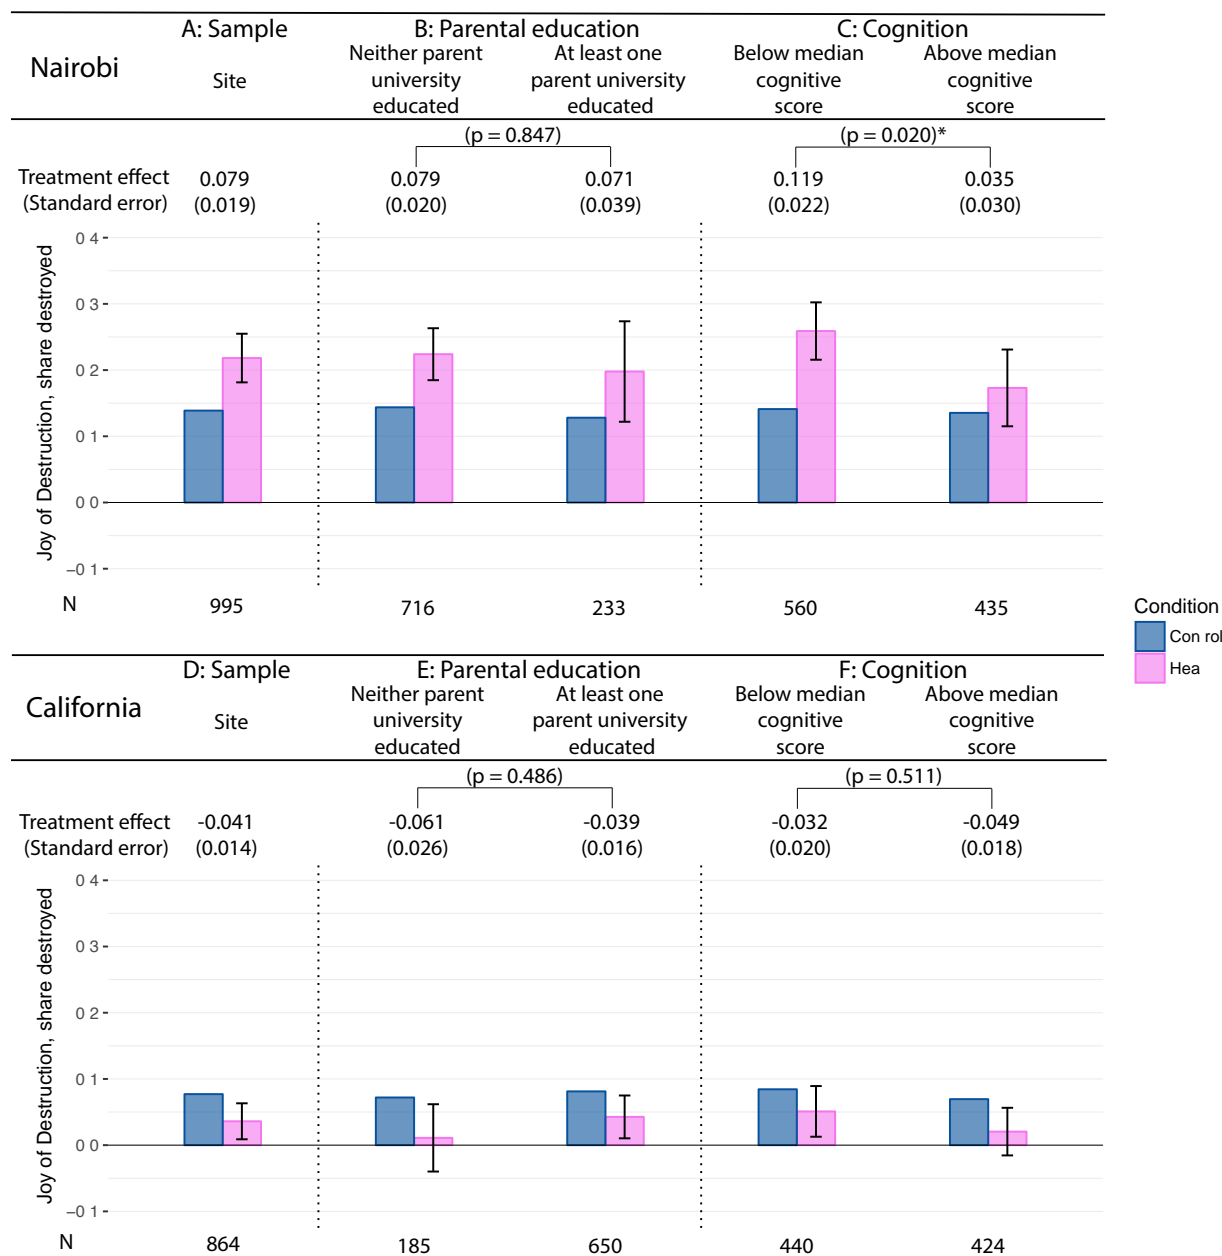 A: Sample B: Parental education C: Cognition
Nairobi
Site
Neither parent
university
educated
At least one
parent university
educated
Below median
cognitive
score
Above median
cognitive
score
(p = 0.847) (p = 0.020)*
Treatment effect 0.079 0.079 0.071 0.119 0.035
(Standard error) (0.019) (0.020) (0.039) (0.022) (0.030)
Joy of Destruction, share destroyed
0 4
0 3
0 2
0 1
0 0
−0 1
N 995 716 233 560 435
Condition
Con rol
Hea
D: Sample E: Parental education F: Cognition
California
Site
Neither parent
university
educated
At least one
parent university
educated
Below median
cognitive
score
Above median
cognitive
score
(p = 0.486) (p = 0.511)
Treatment effect -0.041 -0.061 -0.039 -0.032 -0.049
(Standard error) (0.014) (0.026) (0.016) (0.020) (0.018)
Joy of Destruction, share destroyed
0 4
0 3
0 2
0 1
0 0
−0 1
N 864 185 650 440 424